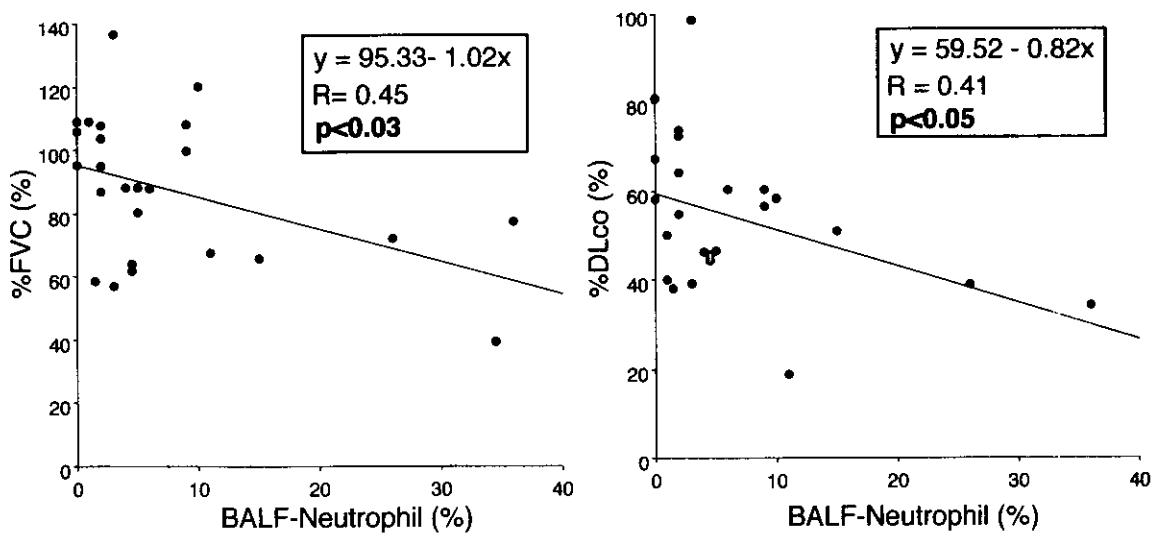 140
120
100
80
60
40
20
0
%FVC (%)
y = 95.33- 1.02x
R= 0.45
p<0.03
0 10 20 30 40
BALF-Neutrophil (%)
100
80
60
40
20
0
%DLco (%)
y = 59.52 - 0.82x
R = 0.41
p<0.05
0 10 20 30 40
BALF-Neutrophil (%)